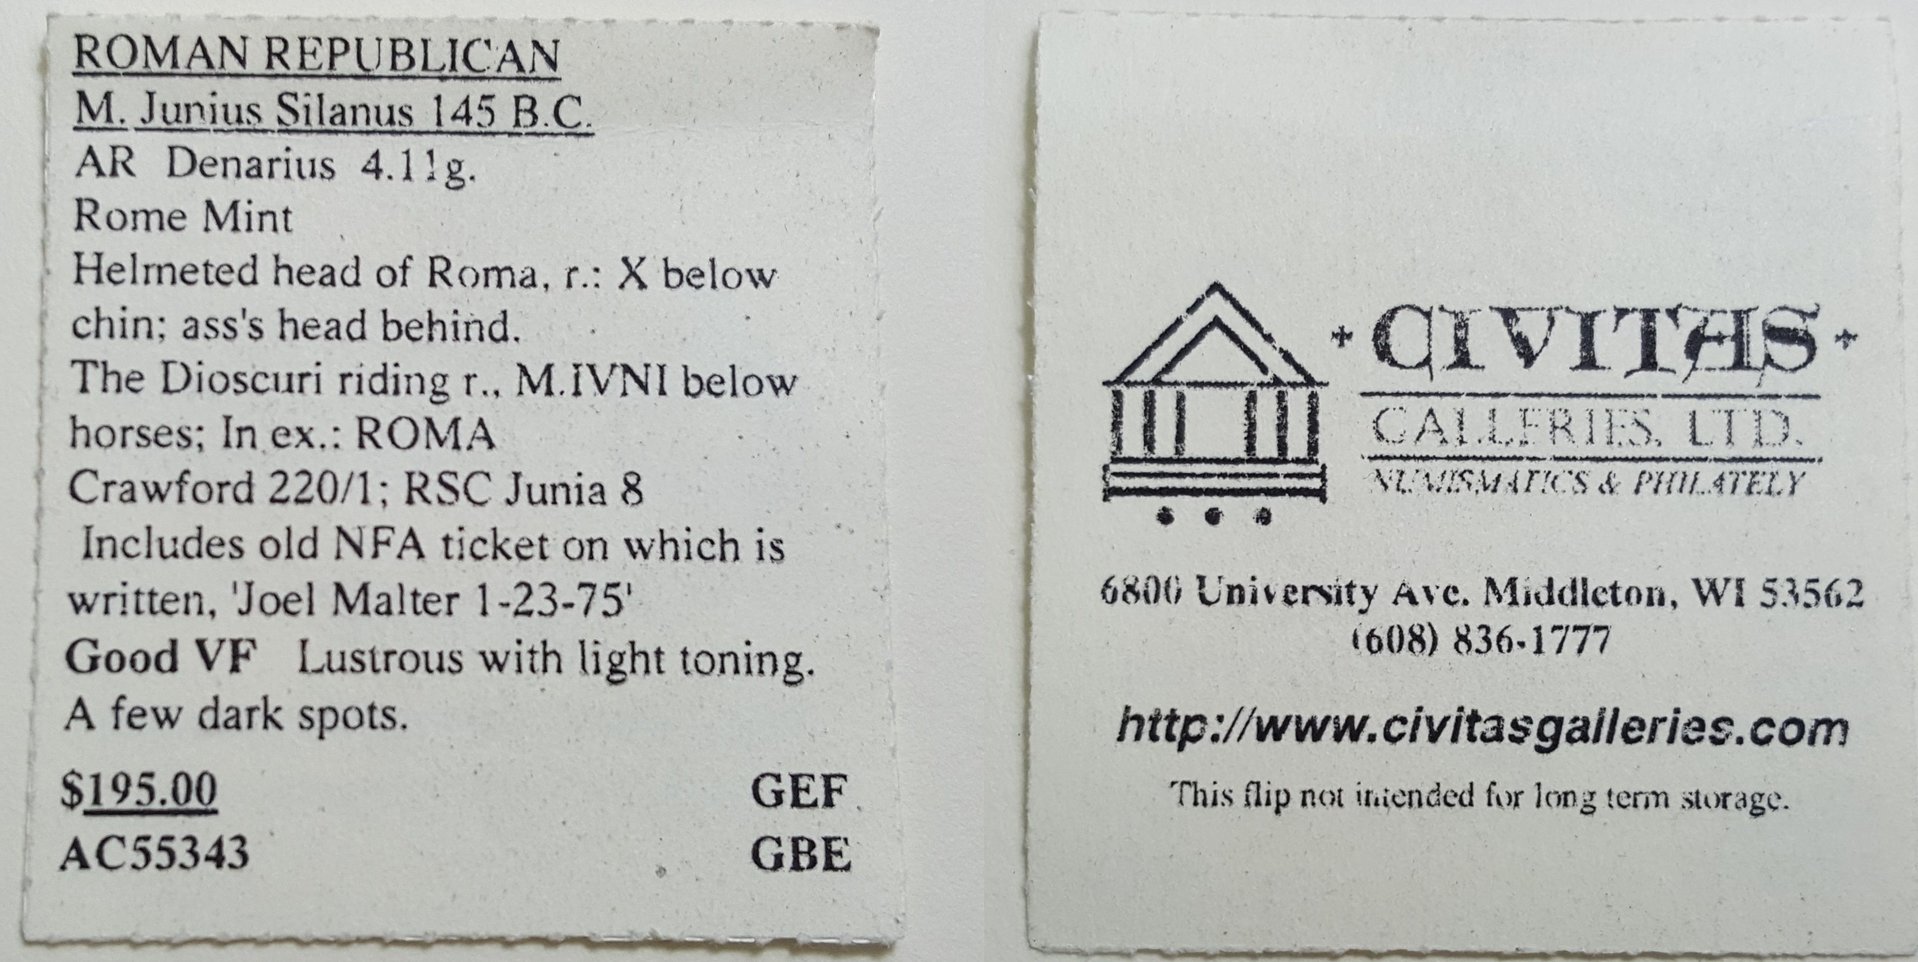 ROMAN REPUBLICAN
M. Junius Silanus 145 B.C.
AR Denarius 4.11g.
Rome Mint
Helmeted head of Roma, r.: X below
chin; ass's head behind.
The Dioscuri riding r., M.IVNI below
horses; In ex.: ROMA
Crawford 220/1; RSC Junia 8
Includes old NFA ticket on which is
written, 'Joel Malter 1-23-75'
Good VF Lustrous with light toning.
A few dark spots.
$195.00 GEF
AC55343 GBE
CIVITAS
GALLERIES, LTD.
NUMISMATICS & PHILATELY
6800 University Ave. Middleton, WI 53562
(608) 836-1777
http://www.civitasgalleries.com
This flip not intended for long term storage.